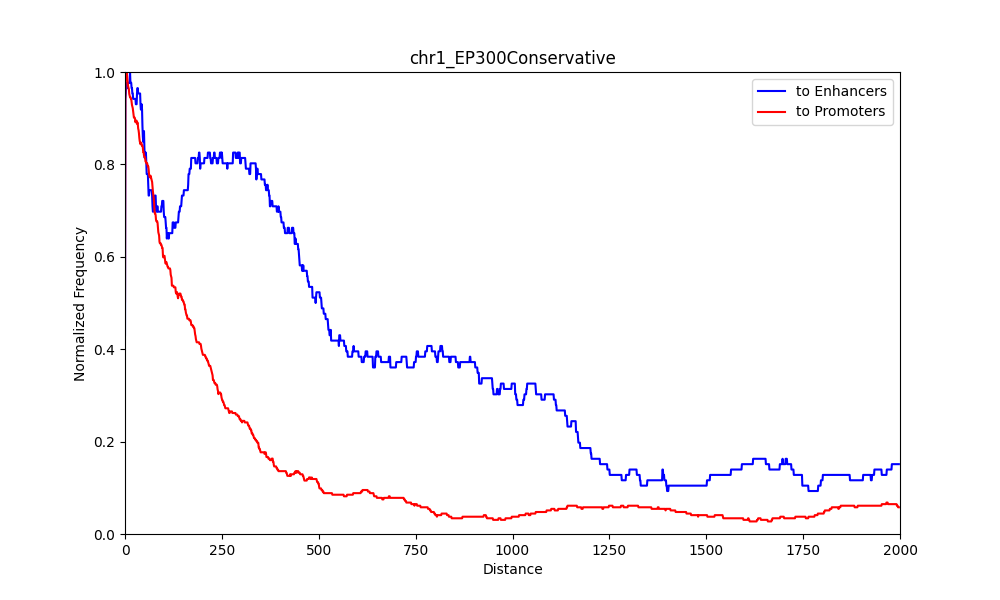 chr1_EP300Conservative
to Enhancers
to Promoters
Normalized Frequency
1.0
0.8
0.6
0.4
0.2
0.0
0 250 500 750 1000 1250 1500 1750 2000
Distance